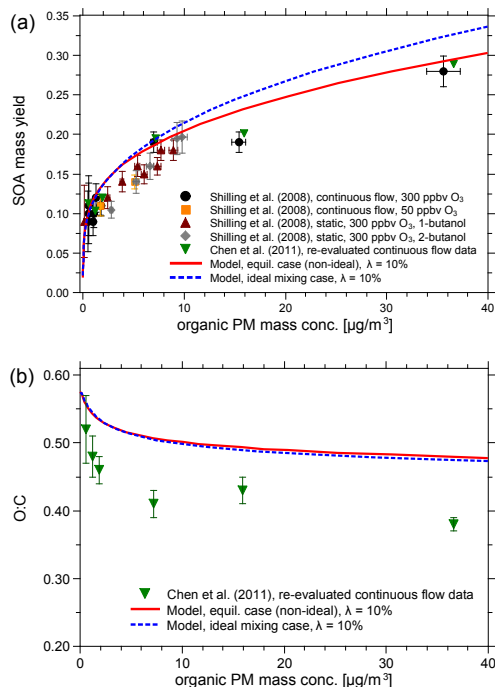 (a)
0.35
0.30
0.25
0.20
0.15
0.10
0.05
0.00
SOA mass yield
Shilling et al. (2008), continuous flow, 300 ppbv O₃
Shilling et al. (2008), continuous flow, 50 ppbv O₃
Shilling et al. (2008), static, 300 ppbv O₃, 1-butanol
Shilling et al. (2008), static, 300 ppbv O₃, 2-butanol
Chen et al. (2011), re-evaluated continuous flow data
Model, equil. case (non-ideal), λ = 10%
Model, ideal mixing case, λ = 10%
0 10 20 30 40
organic PM mass conc. [µg/m³]
(b)
0.60
0.50
0.40
0.30
0.20
O:C
Chen et al. (2011), re-evaluated continuous flow data
Model, equil. case (non-ideal), λ = 10%
Model, ideal mixing case, λ = 10%
0 10 20 30 40
organic PM mass conc. [µg/m³]